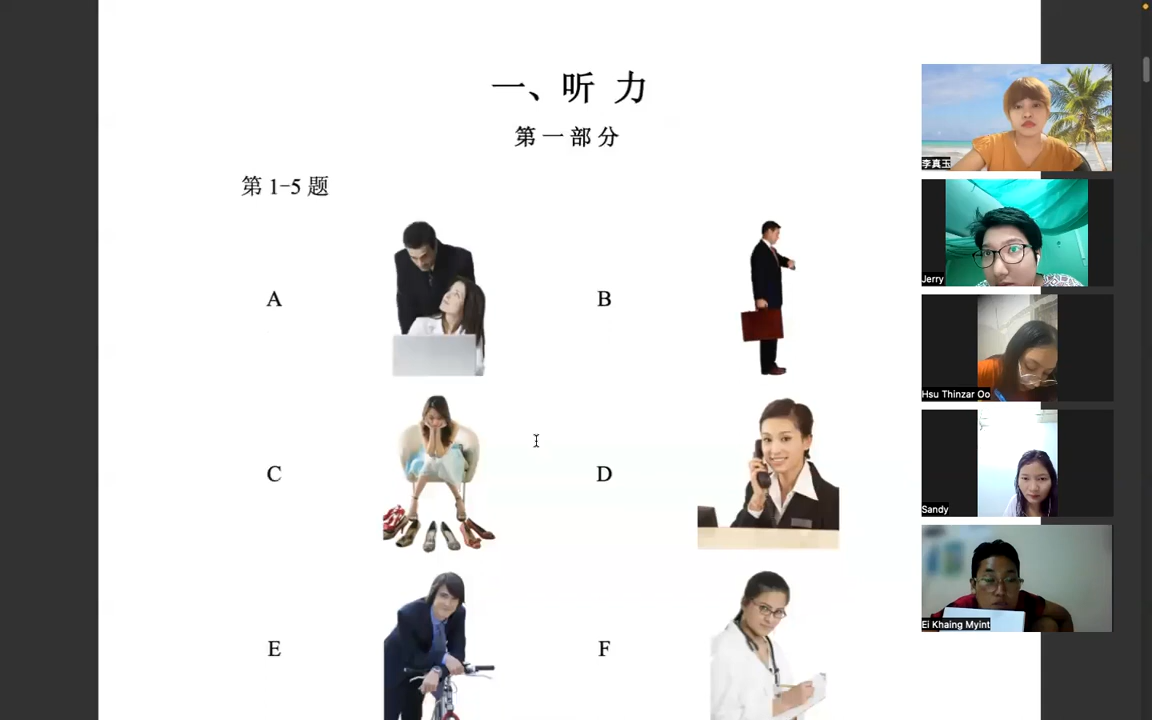 一、听 力
第一部分
第 1-5 题
A
B
C
D
E
F
李真玉
Jerry
Hsu Thinzar Oo
Sandy
Ei Khaing Myint